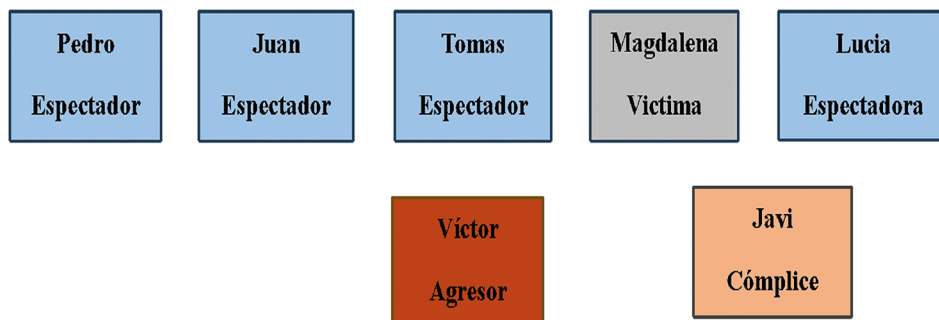 Pedro
Espectador
Juan
Espectador
Tomas
Espectador
Magdalena
Victima
Lucia
Espectadora
Víctor
Agresor
Javi
Cómplice